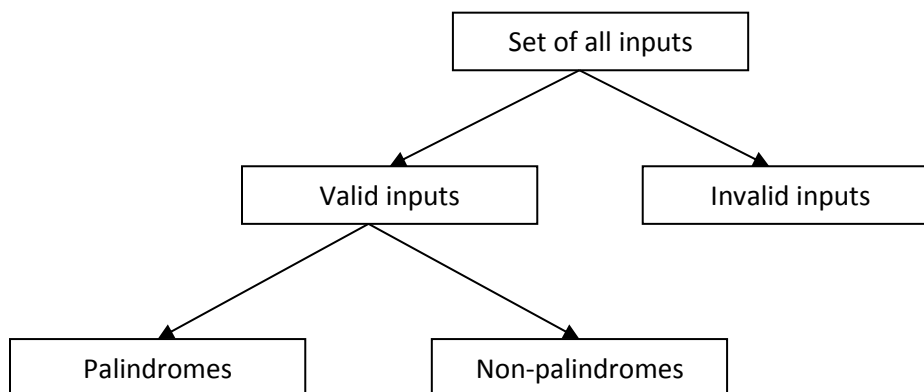 Set of all inputs
Valid inputs
Invalid inputs
Palindromes
Non-palindromes